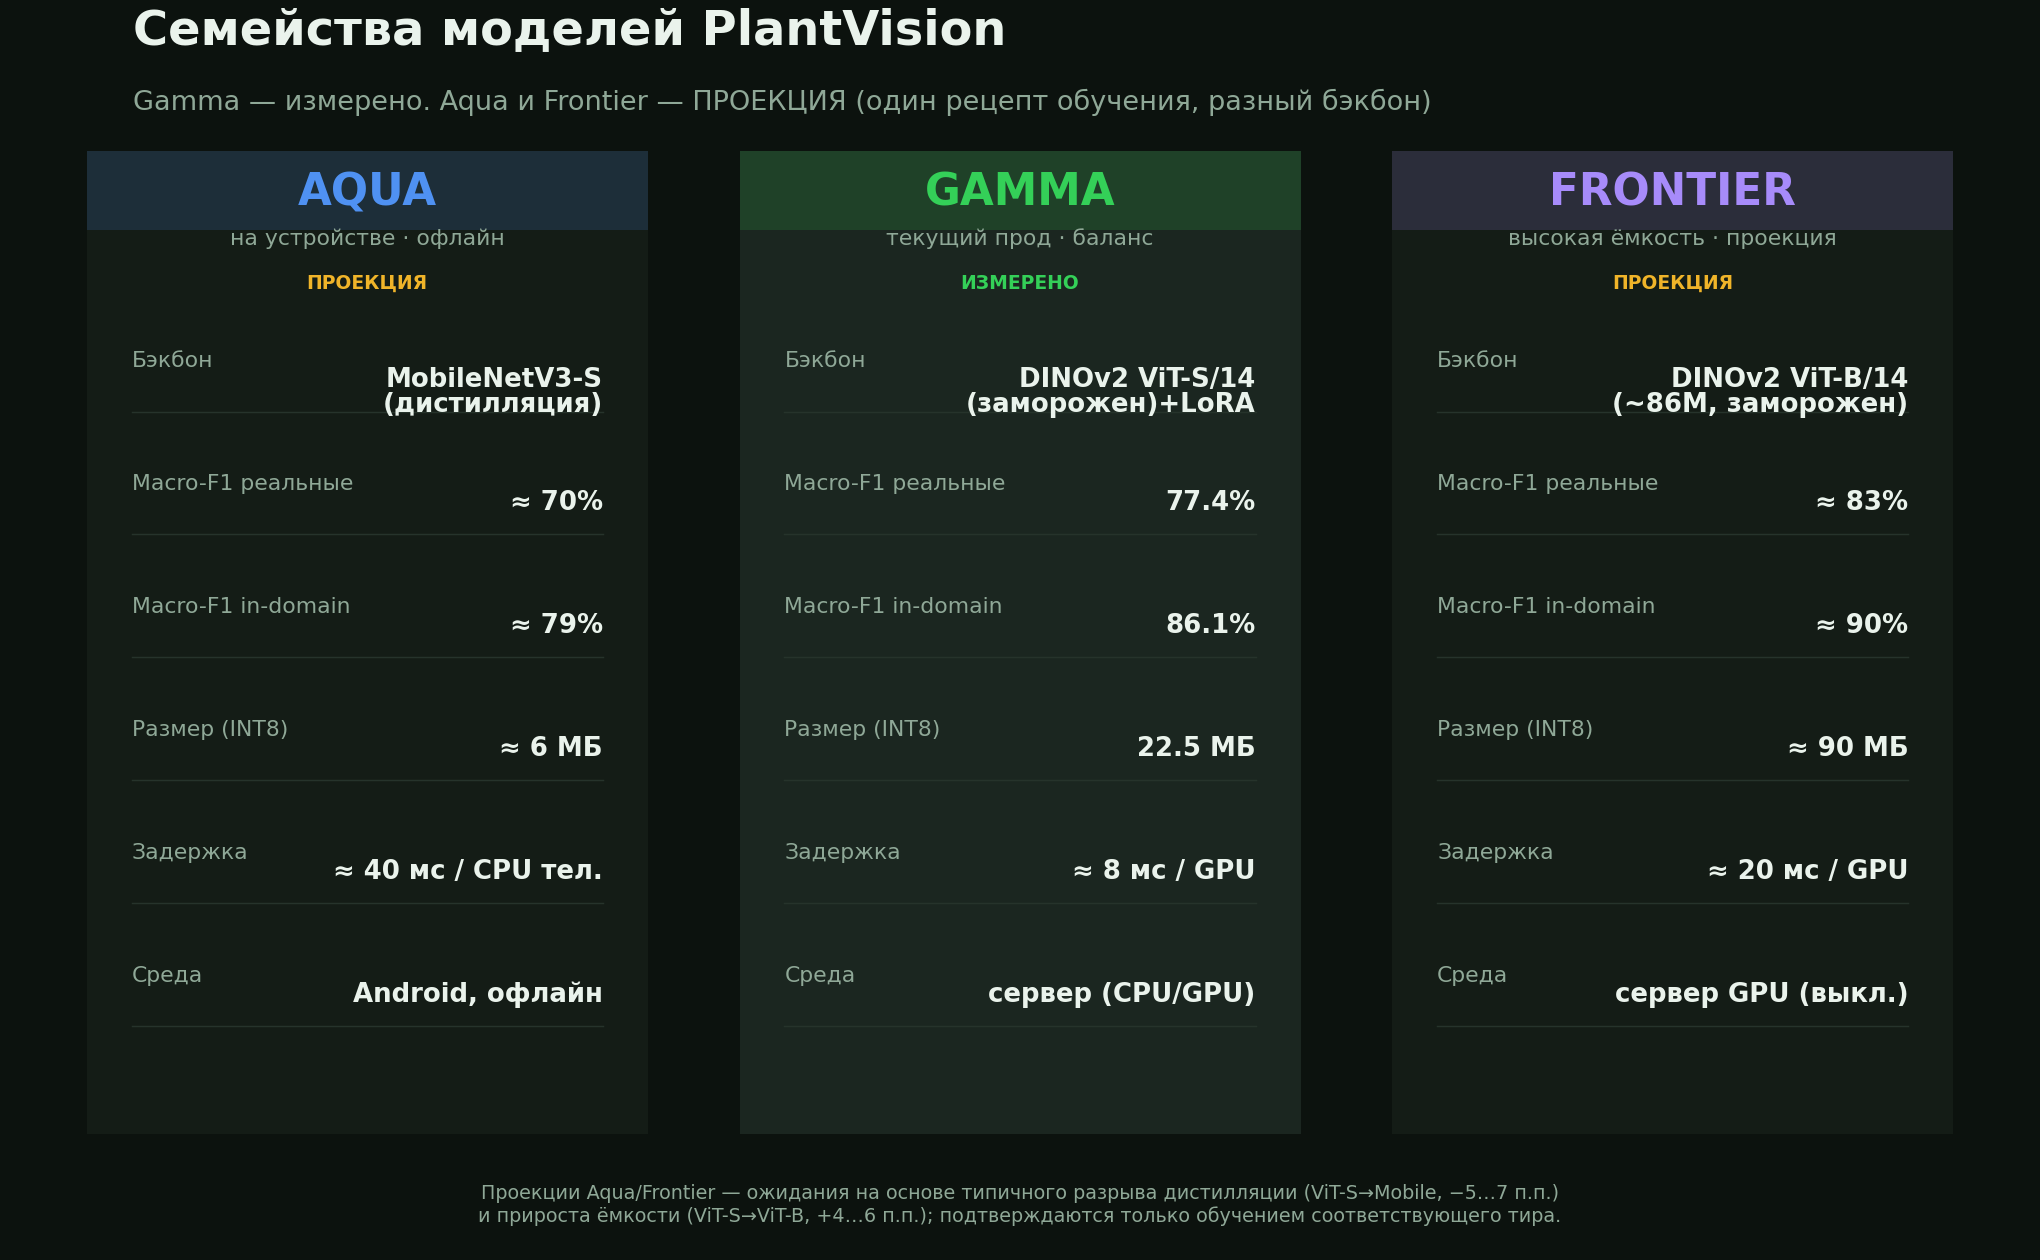 Семейства моделей PlantVision
Gamma — измерено. Aqua и Frontier — ПРОЕКЦИЯ (один рецепт обучения, разный бэкбон)
AQUA
на устройстве · офлайн
ПРОЕКЦИЯ
Бэкбон
MobileNetV3-S
(дистилляция)
Macro-F1 реальные
≈ 70%
Macro-F1 in-domain
≈ 79%
Размер (INT8)
≈ 6 МБ
Задержка
≈ 40 мс / CPU тел.
Среда
Android, офлайн
GAMMA
текущий прод · баланс
ИЗМЕРЕНО
Бэкбон
DINOv2 ViT-S/14
(заморожен)+LoRA
Macro-F1 реальные
77.4%
Macro-F1 in-domain
86.1%
Размер (INT8)
22.5 МБ
Задержка
≈ 8 мс / GPU
Среда
сервер (CPU/GPU)
FRONTIER
высокая ёмкость · проекция
ПРОЕКЦИЯ
Бэкбон
DINOv2 ViT-B/14
(~86M, заморожен)
Macro-F1 реальные
≈ 83%
Macro-F1 in-domain
≈ 90%
Размер (INT8)
≈ 90 МБ
Задержка
≈ 20 мс / GPU
Среда
сервер GPU (выкл.)
Проекции Aqua/Frontier — ожидания на основе типичного разрыва дистилляции (ViT-S→Mobile, −5…7 п.п.)
и прироста ёмкости (ViT-S→ViT-B, +4…6 п.п.); подтверждаются только обучением соответствующего тира.